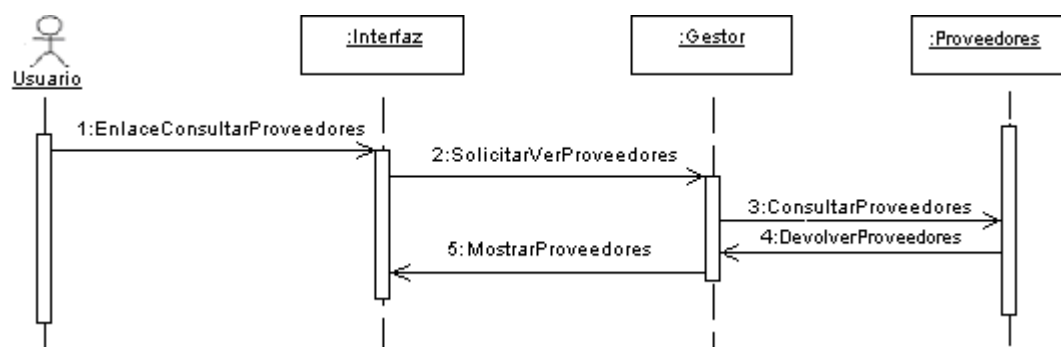 :Interfaz
:Gestor
:Proveedores
Usuario
1:EnlaceConsultarProveedores
2:SolicitarVerProveedores
3:ConsultarProveedores
4:DevolverProveedores
5:MostrarProveedores